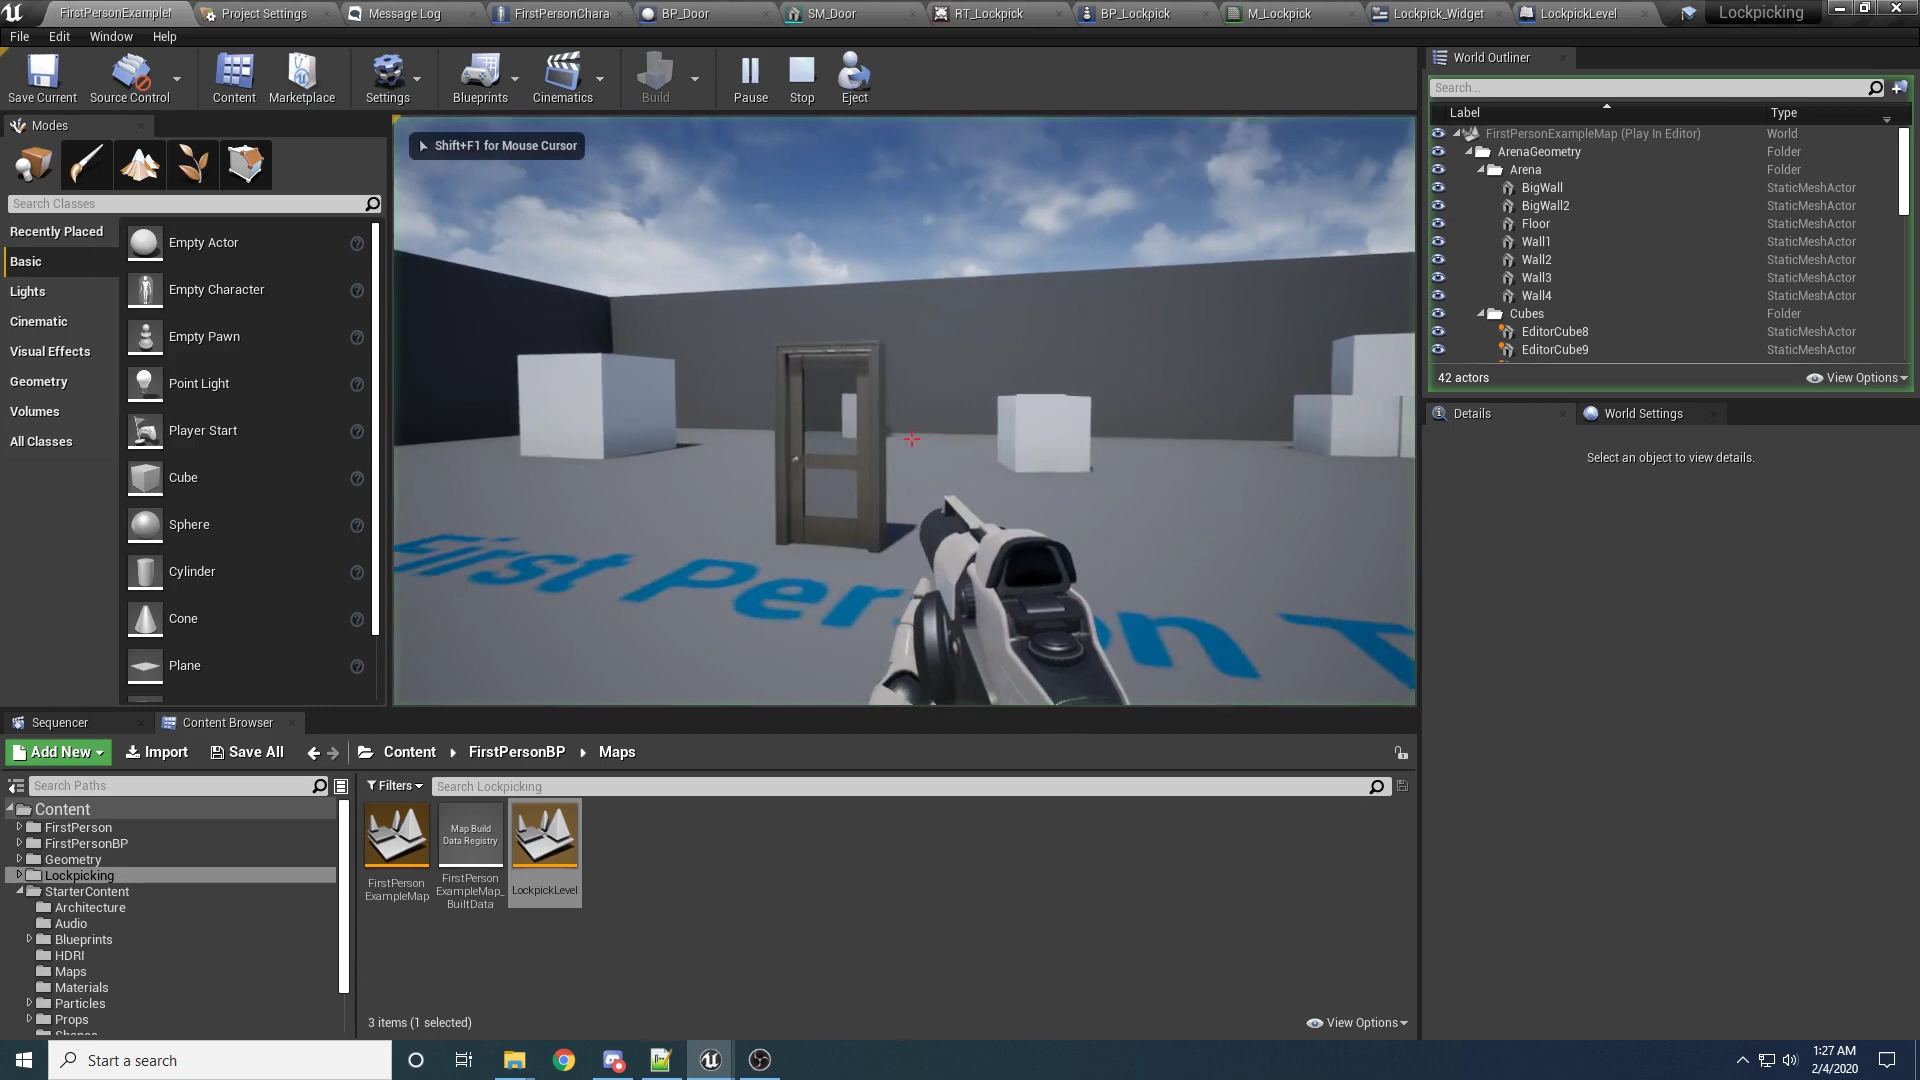 FirstPersonExample!
Project Settings
Message Log
FirstPersonChara
BP_Door
SM_Door
RT_Lockpick
BP_Lockpick
M_Lockpick
Lockpick_Widget
LockpickLevel
Lockpicking
File Edit Window Help
Save Current
Source Control
Content
Marketplace
Settings
Blueprints
Cinematics
Build
Pause
Stop
Eject
Modes
Search Classes
Recently Placed
Basic
Lights
Cinematic
Visual Effects
Geometry
Volumes
All Classes
Empty Actor
Empty Character
Empty Pawn
Point Light
Player Start
Cube
Sphere
Cylinder
Cone
Plane
Shift+F1 for Mouse Cursor
First Person T
World Outliner
Search...
Label Type
FirstPersonExampleMap (Play In Editor) World
ArenaGeometry Folder
Arena Folder
BigWall StaticMeshActor
BigWall2 StaticMeshActor
Floor StaticMeshActor
Wall1 StaticMeshActor
Wall2 StaticMeshActor
Wall3 StaticMeshActor
Wall4 StaticMeshActor
Cubes Folder
EditorCube8 StaticMeshActor
EditorCube9 StaticMeshActor
42 actors View Options
Details
World Settings
Select an object to view details.
Sequencer
Content Browser
Add New Import Save All Content FirstPersonBP Maps
Search Paths
Content
FirstPerson
FirstPersonBP
Geometry
Lockpicking
StarterContent
Architecture
Audio
Blueprints
HDRI
Maps
Materials
Particles
Props
Filters Search Lockpicking
Map Build
Data Registry
FirstPerson
ExampleMap
FirstPerson
ExampleMap_
BuiltData
LockpickLevel
3 items (1 selected) View Options
Start a search
1:27 AM
2/4/2020